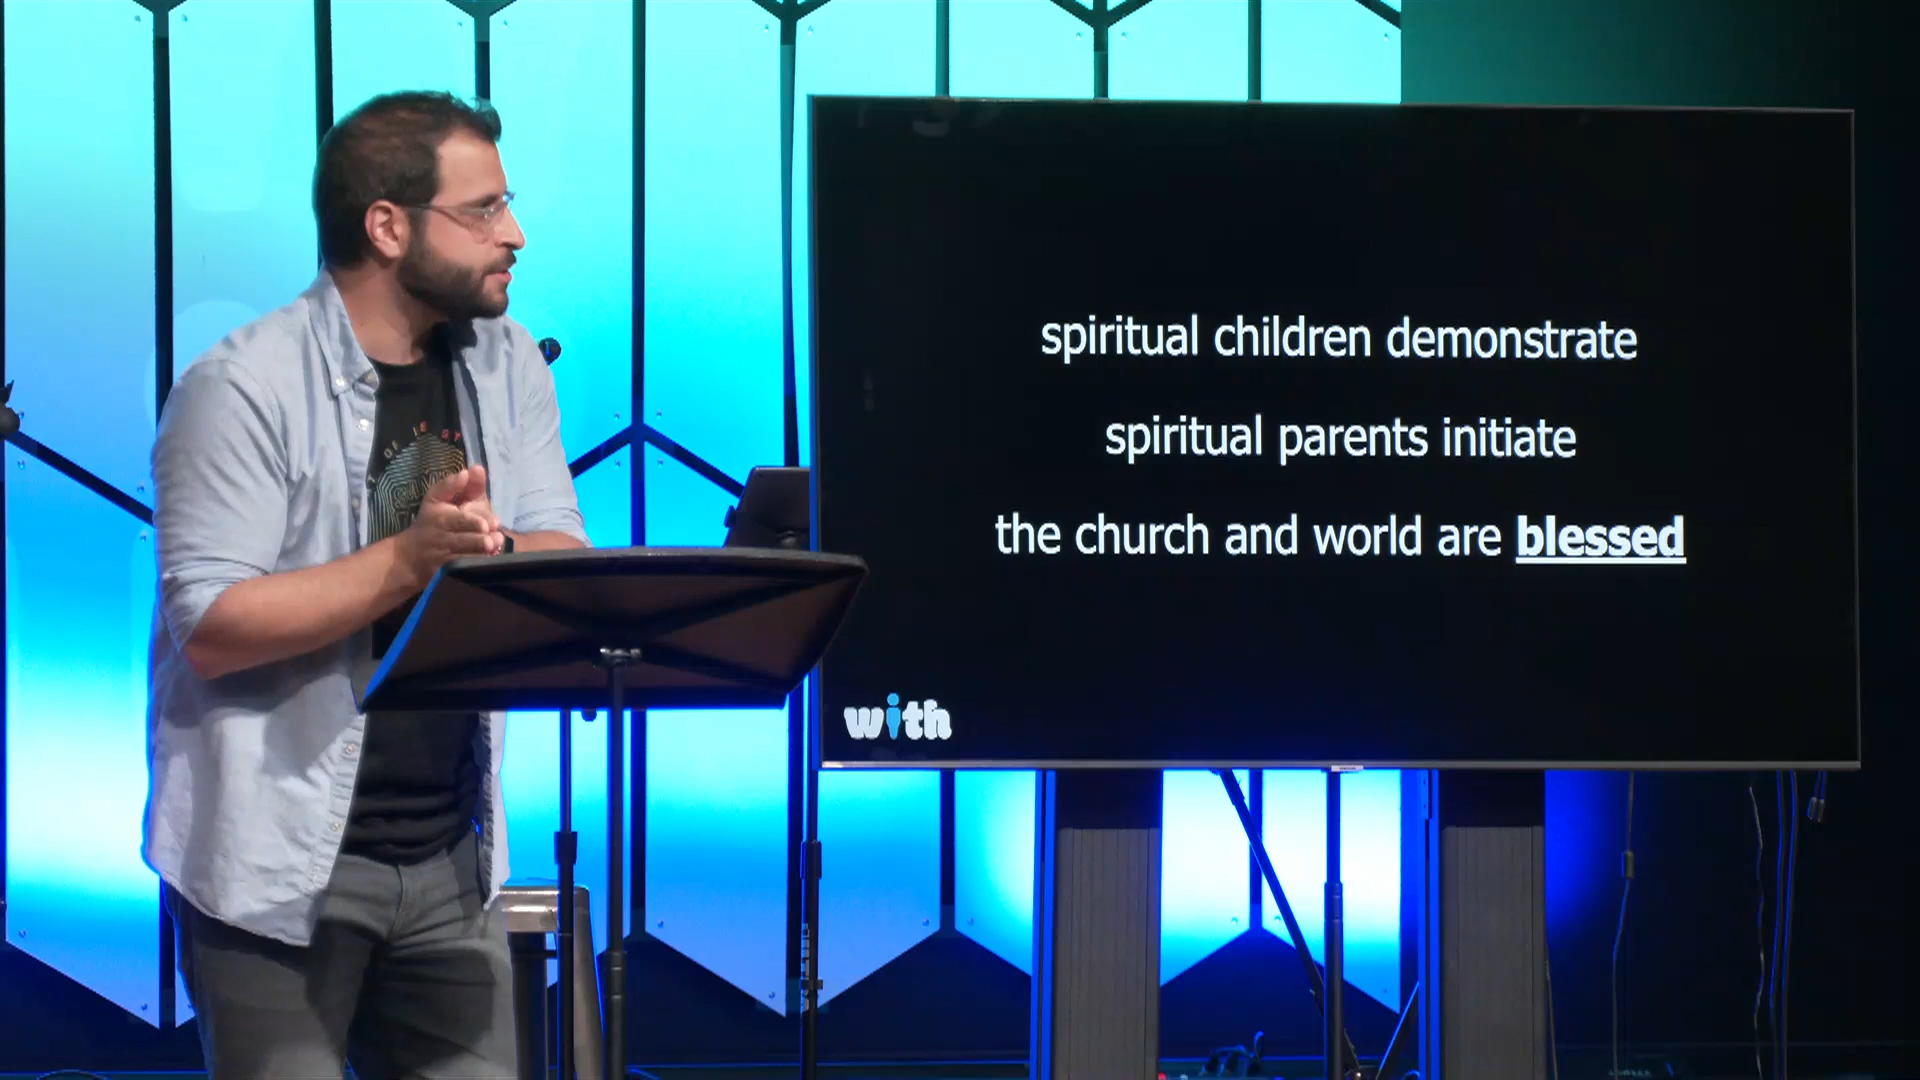 spiritual children demonstrate
spiritual parents initiate
the church and world are blessed
with